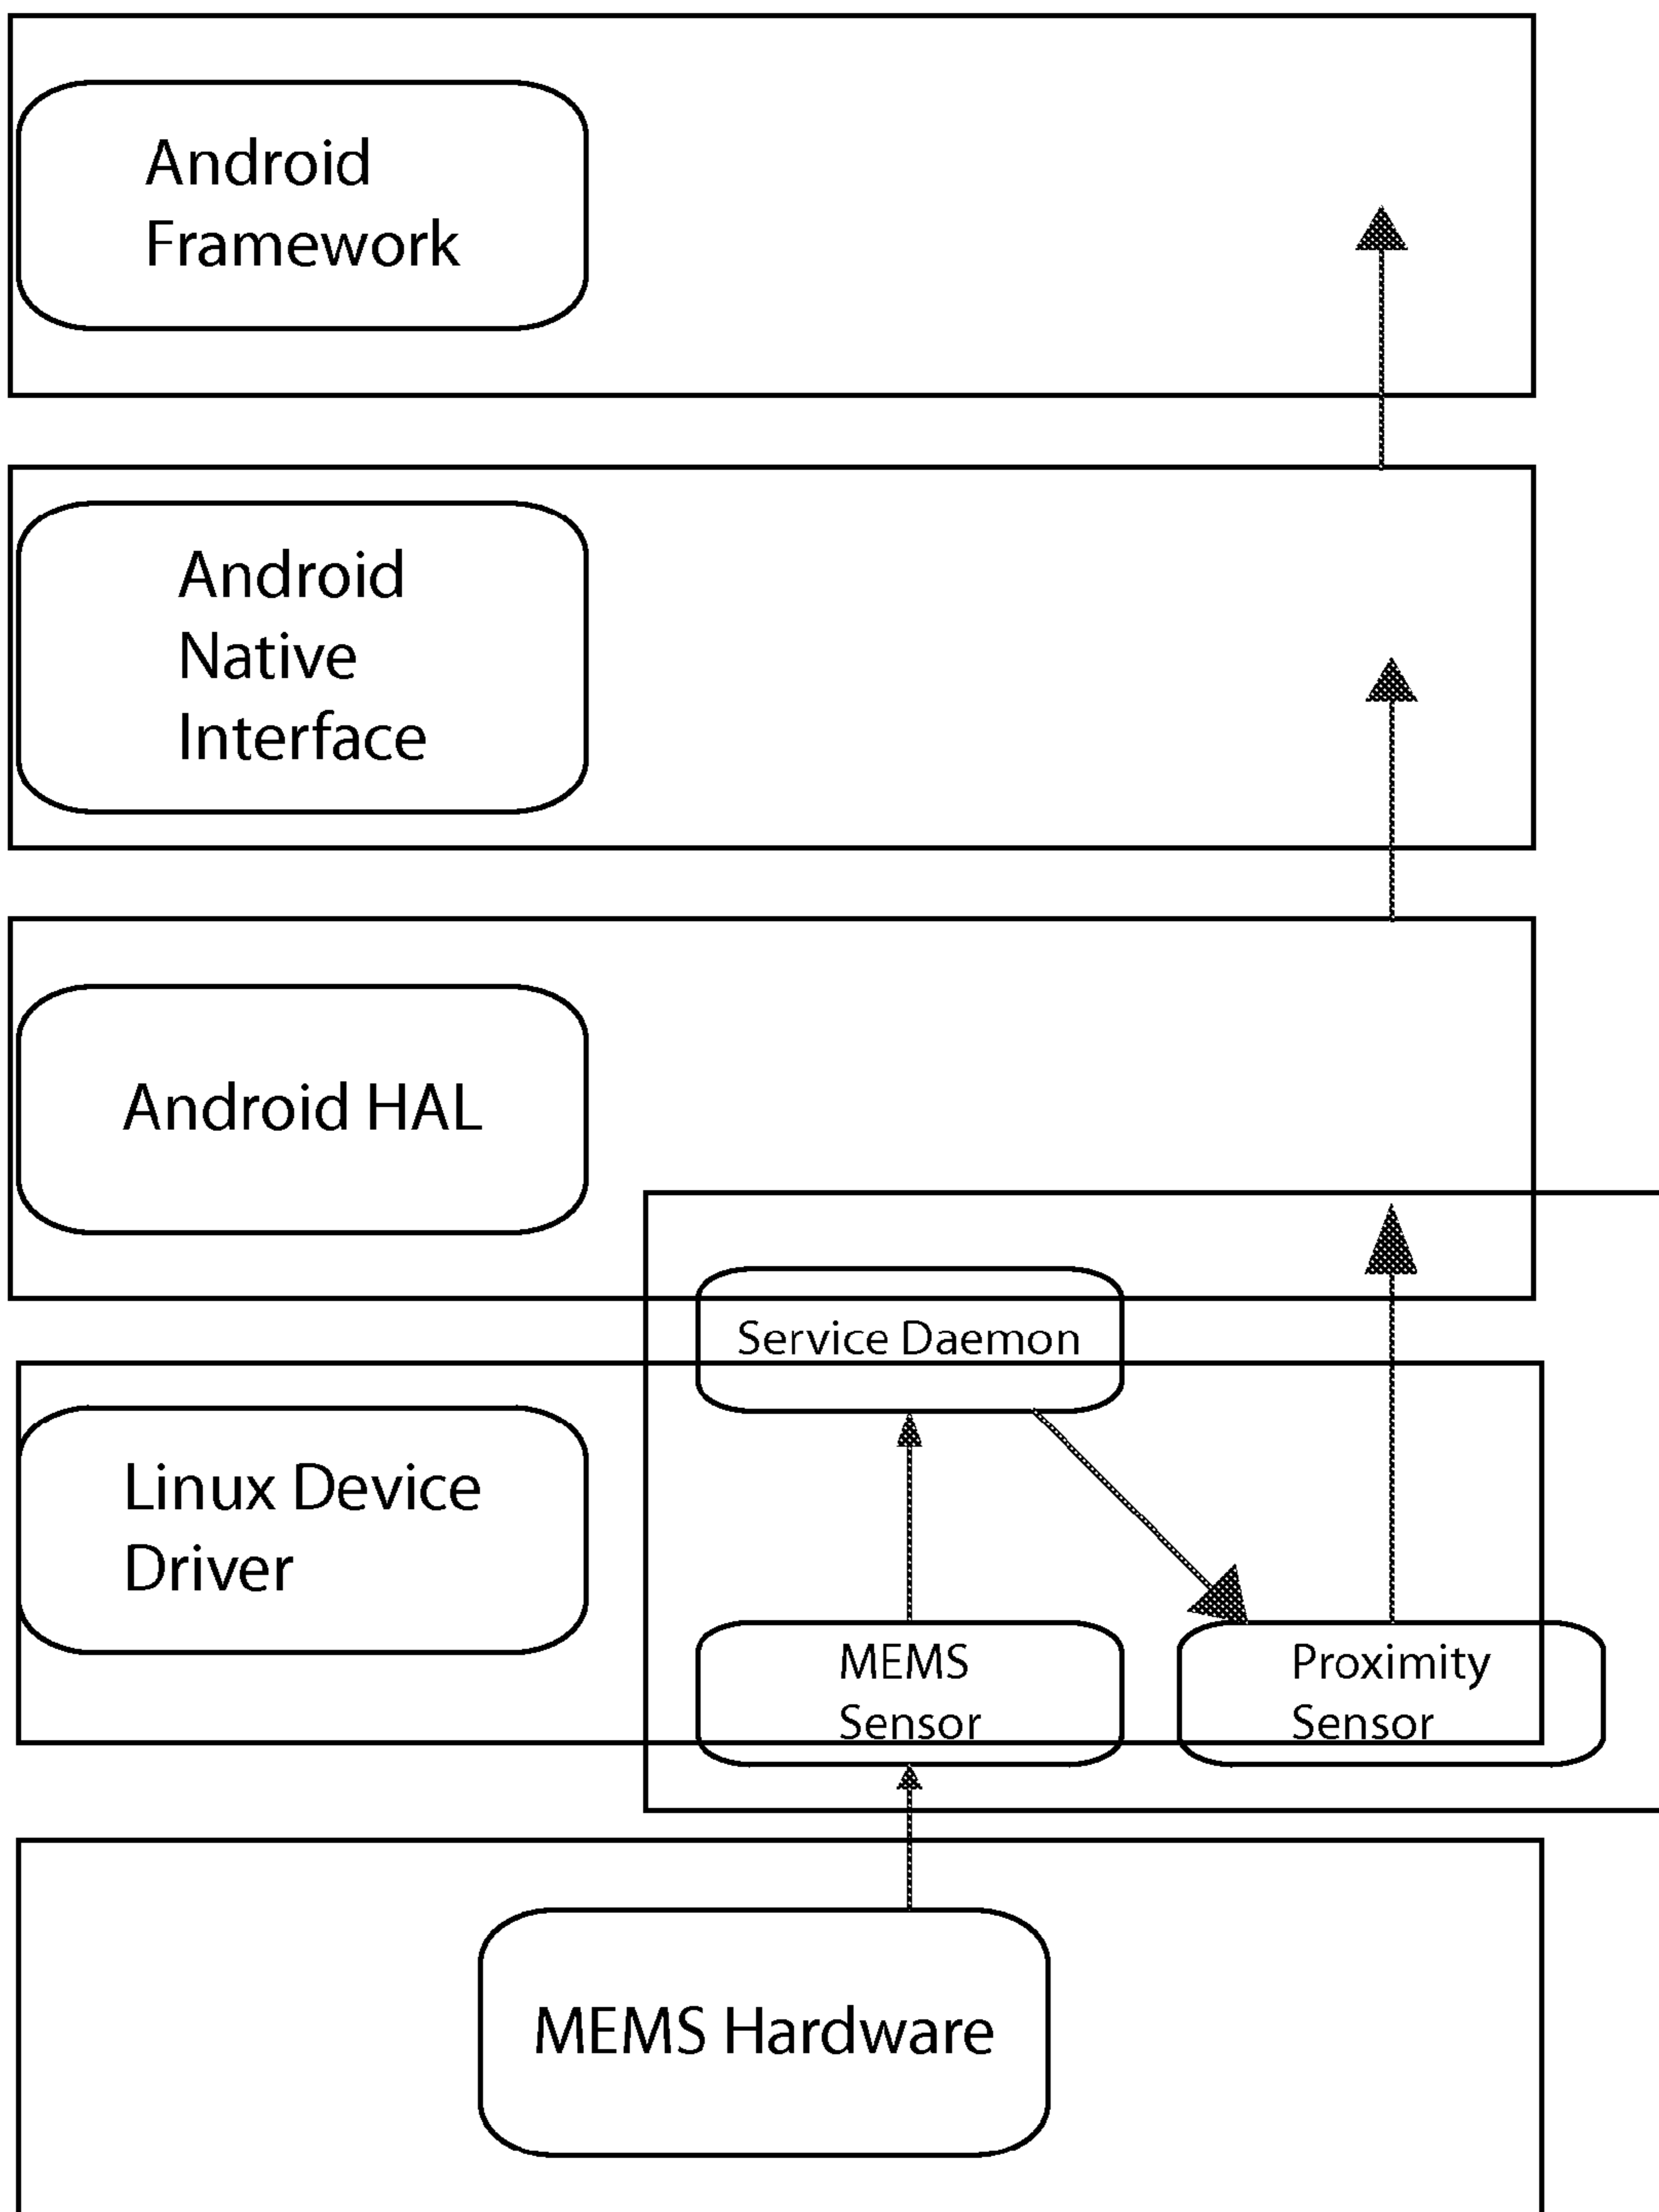 Android
Framework
Android
Native
Interface
Android HAL
Service Daemon
Linux Device
Driver
MEMS
Sensor
Proximity
Sensor
MEMS Hardware